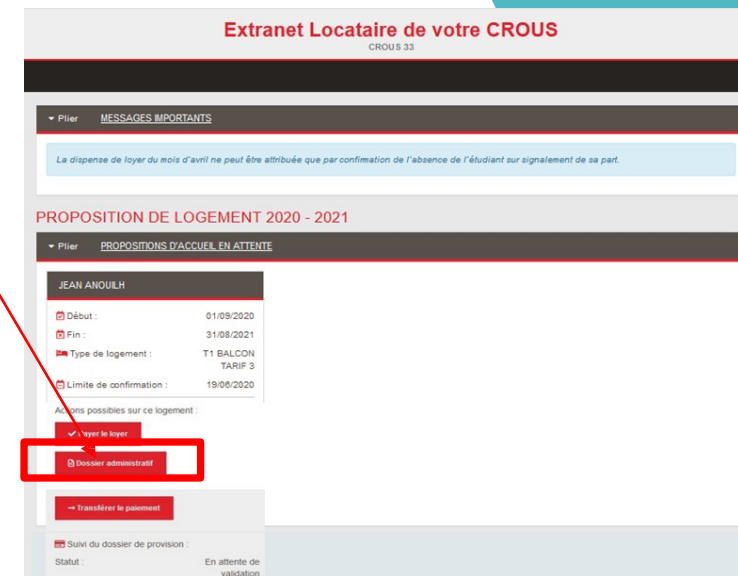 Extranet Locataire de votre CROUS
CROUS 33
Plier MESSAGES IMPORTANTS
La dispense de loyer du mois d'avril ne peut être attribuée que par confirmation de l'absence de l'étudiant sur signalement de sa part.
PROPOSITION DE LOGEMENT 2020 - 2021
Plier PROPOSITIONS D'ACCUEIL EN ATTENTE
JEAN ANOUILH
Début : 01/09/2020
Fin : 31/08/2021
Type de logement : T1 BALCON
TARIF 3
Limite de confirmation : 19/06/2020
Actions possibles sur ce logement :
Payer le loyer
Dossier administratif
→ Transférer le paiement
Suivi du dossier de provision :
Statut : En attente de
validation